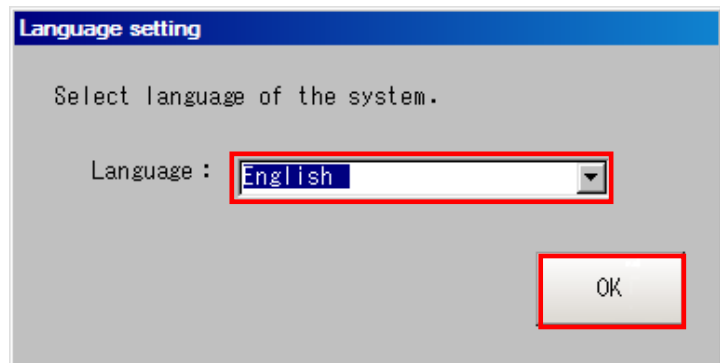 Language setting
Select language of the system.
Language : English
OK